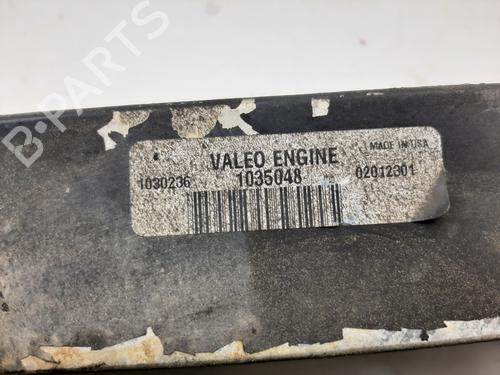 B-PARTS
VALEO ENGINE
MADE IN USA
1030236
1035048
02012301